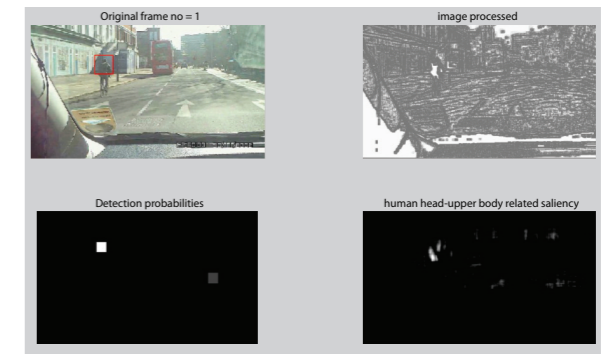 Original frame no = 1
image processed
Detection probabilities
human head-upper body related saliency